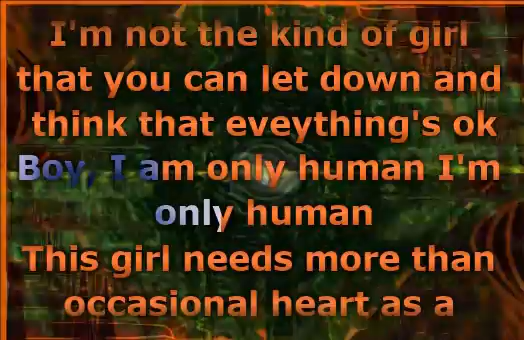 I'm not the kind of girl
that you can let down and
think that eveything's ok
Boy, I am only human I'm
only human
This girl needs more than
occasional heart,as a